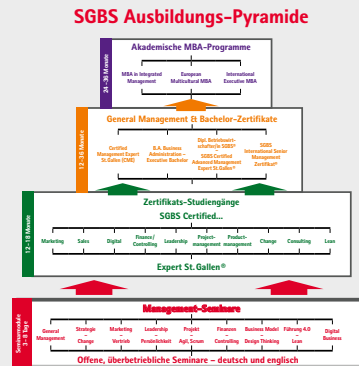 SGBS Ausbildungs-Pyramide
24 -36 Monate
Akademische MBA-Programme
MBA in Integrated Management
European Multicultural MBA
International Executive MBA
12-36 Monate
General Management & Bachelor-Zertifikate
Certified Management Expert St.Gallen (CME)
B.A. Business Administration – Executive Bachelor
Dipl. Betriebswirt-schafter/in SGBS® – SGBS Certified Advanced Management Expert St.Gallen®
SGBS International Senior Management Zertifikat®
12-18 Monate
Zertifikats-Studiengänge
SGBS Certified...
Marketing
Sales
Digital
Finance/ Controlling
Leadership
Project-management
Product-management
Change
Consulting
Lean
Expert St.Gallen®
Seminarmodule 3-8 Tage
Management-Seminare
General Management
Strategie
Change
Marketing
Vertrieb
Leadership
Persönlichkeit
Projekt
Agil, Scrum
Finanzen
Controlling
Business Model
Design Thinking
Führung 4.0
Lean
Digital Business
Offene, überbetriebliche Seminare – deutsch und englisch